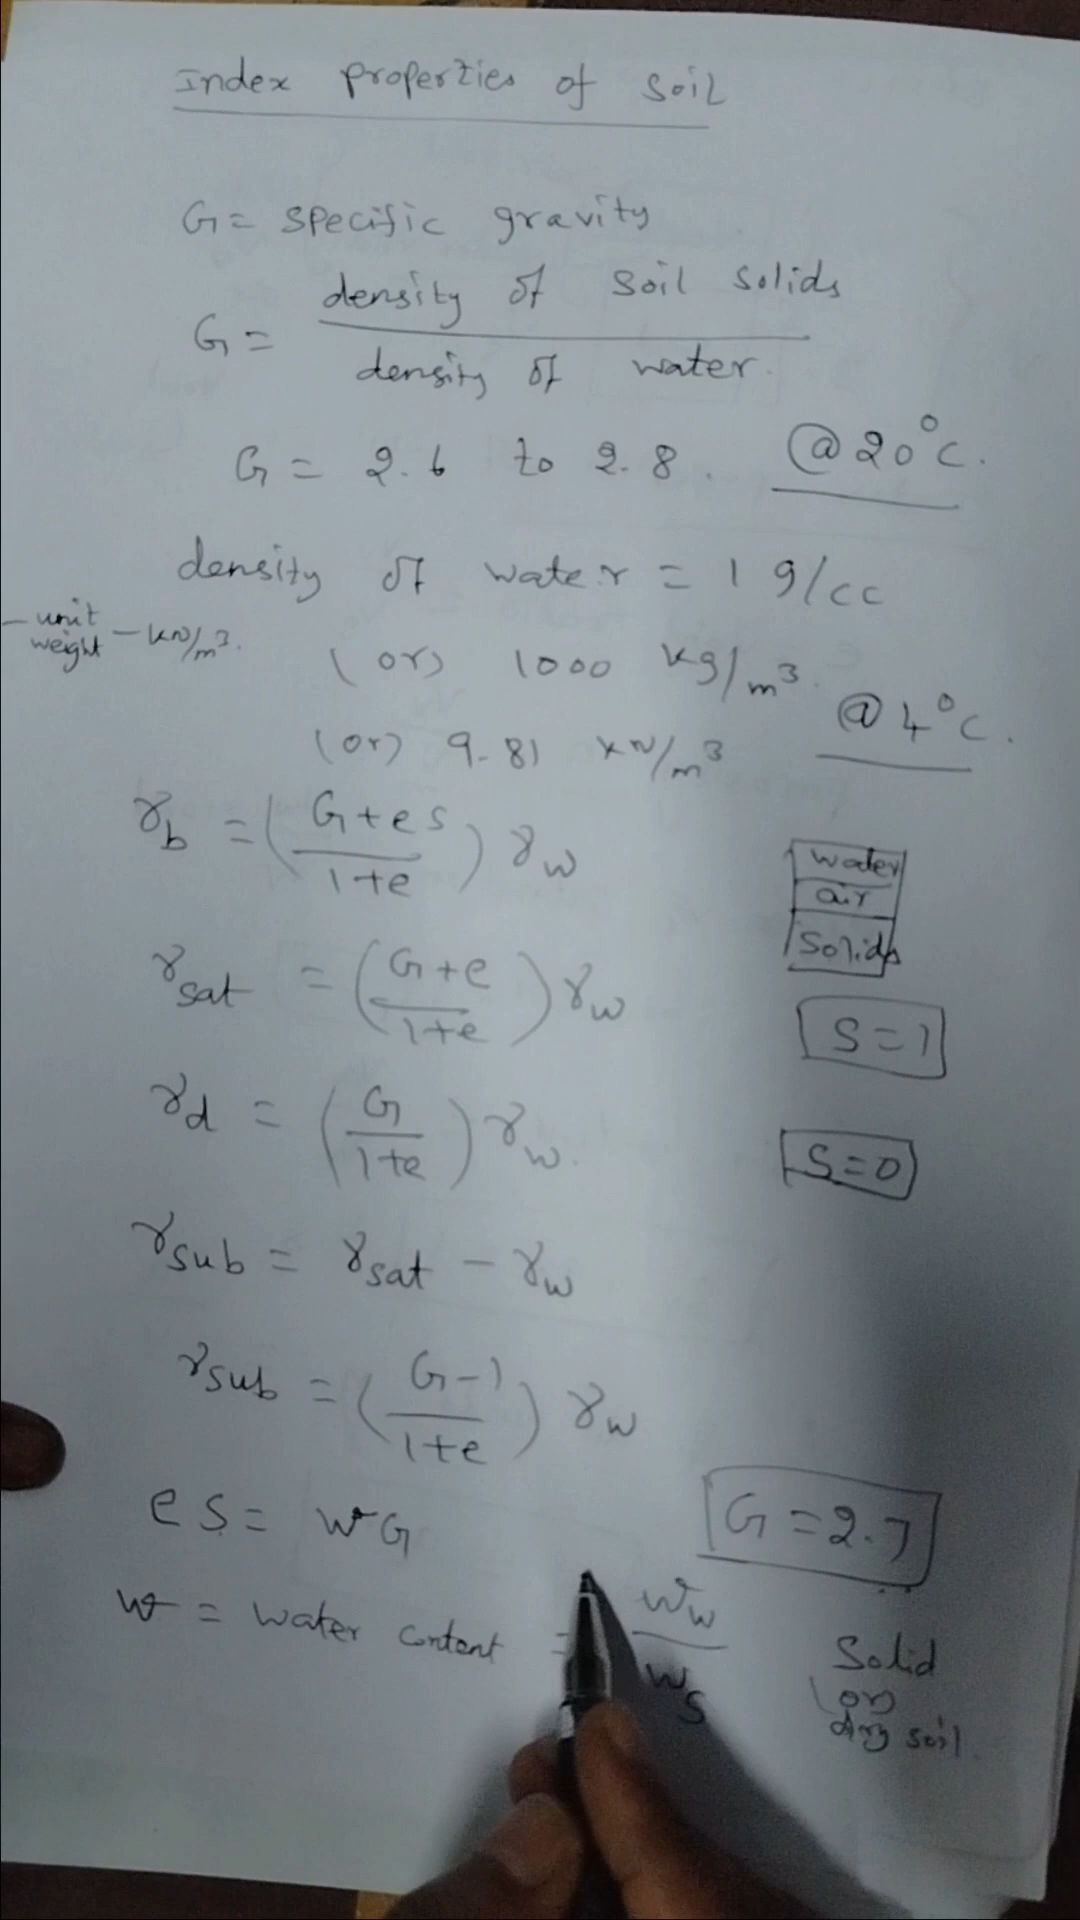 Index properties of soil
G = specific gravity
G = density of soil solids / density of water
G = 2.6 to 2.8. @ 20°C.
density of water = 1 g/cc
- unit weight - kN/m³.
(or) 1000 kg/m³
@ 4°C.
(or) 9.81 kN/m³
γb = (G+es / 1+e) γw
water
air
solids
γsat = (G+e / 1+e) γw
S=1
γd = (G / 1+e) γw.
S=0
γsub = γsat - γw
γsub = (G-1 / 1+e) γw
G = 2.7
es = wG
w = water content = Ww / Ws
Solid
(or)
dry soil.